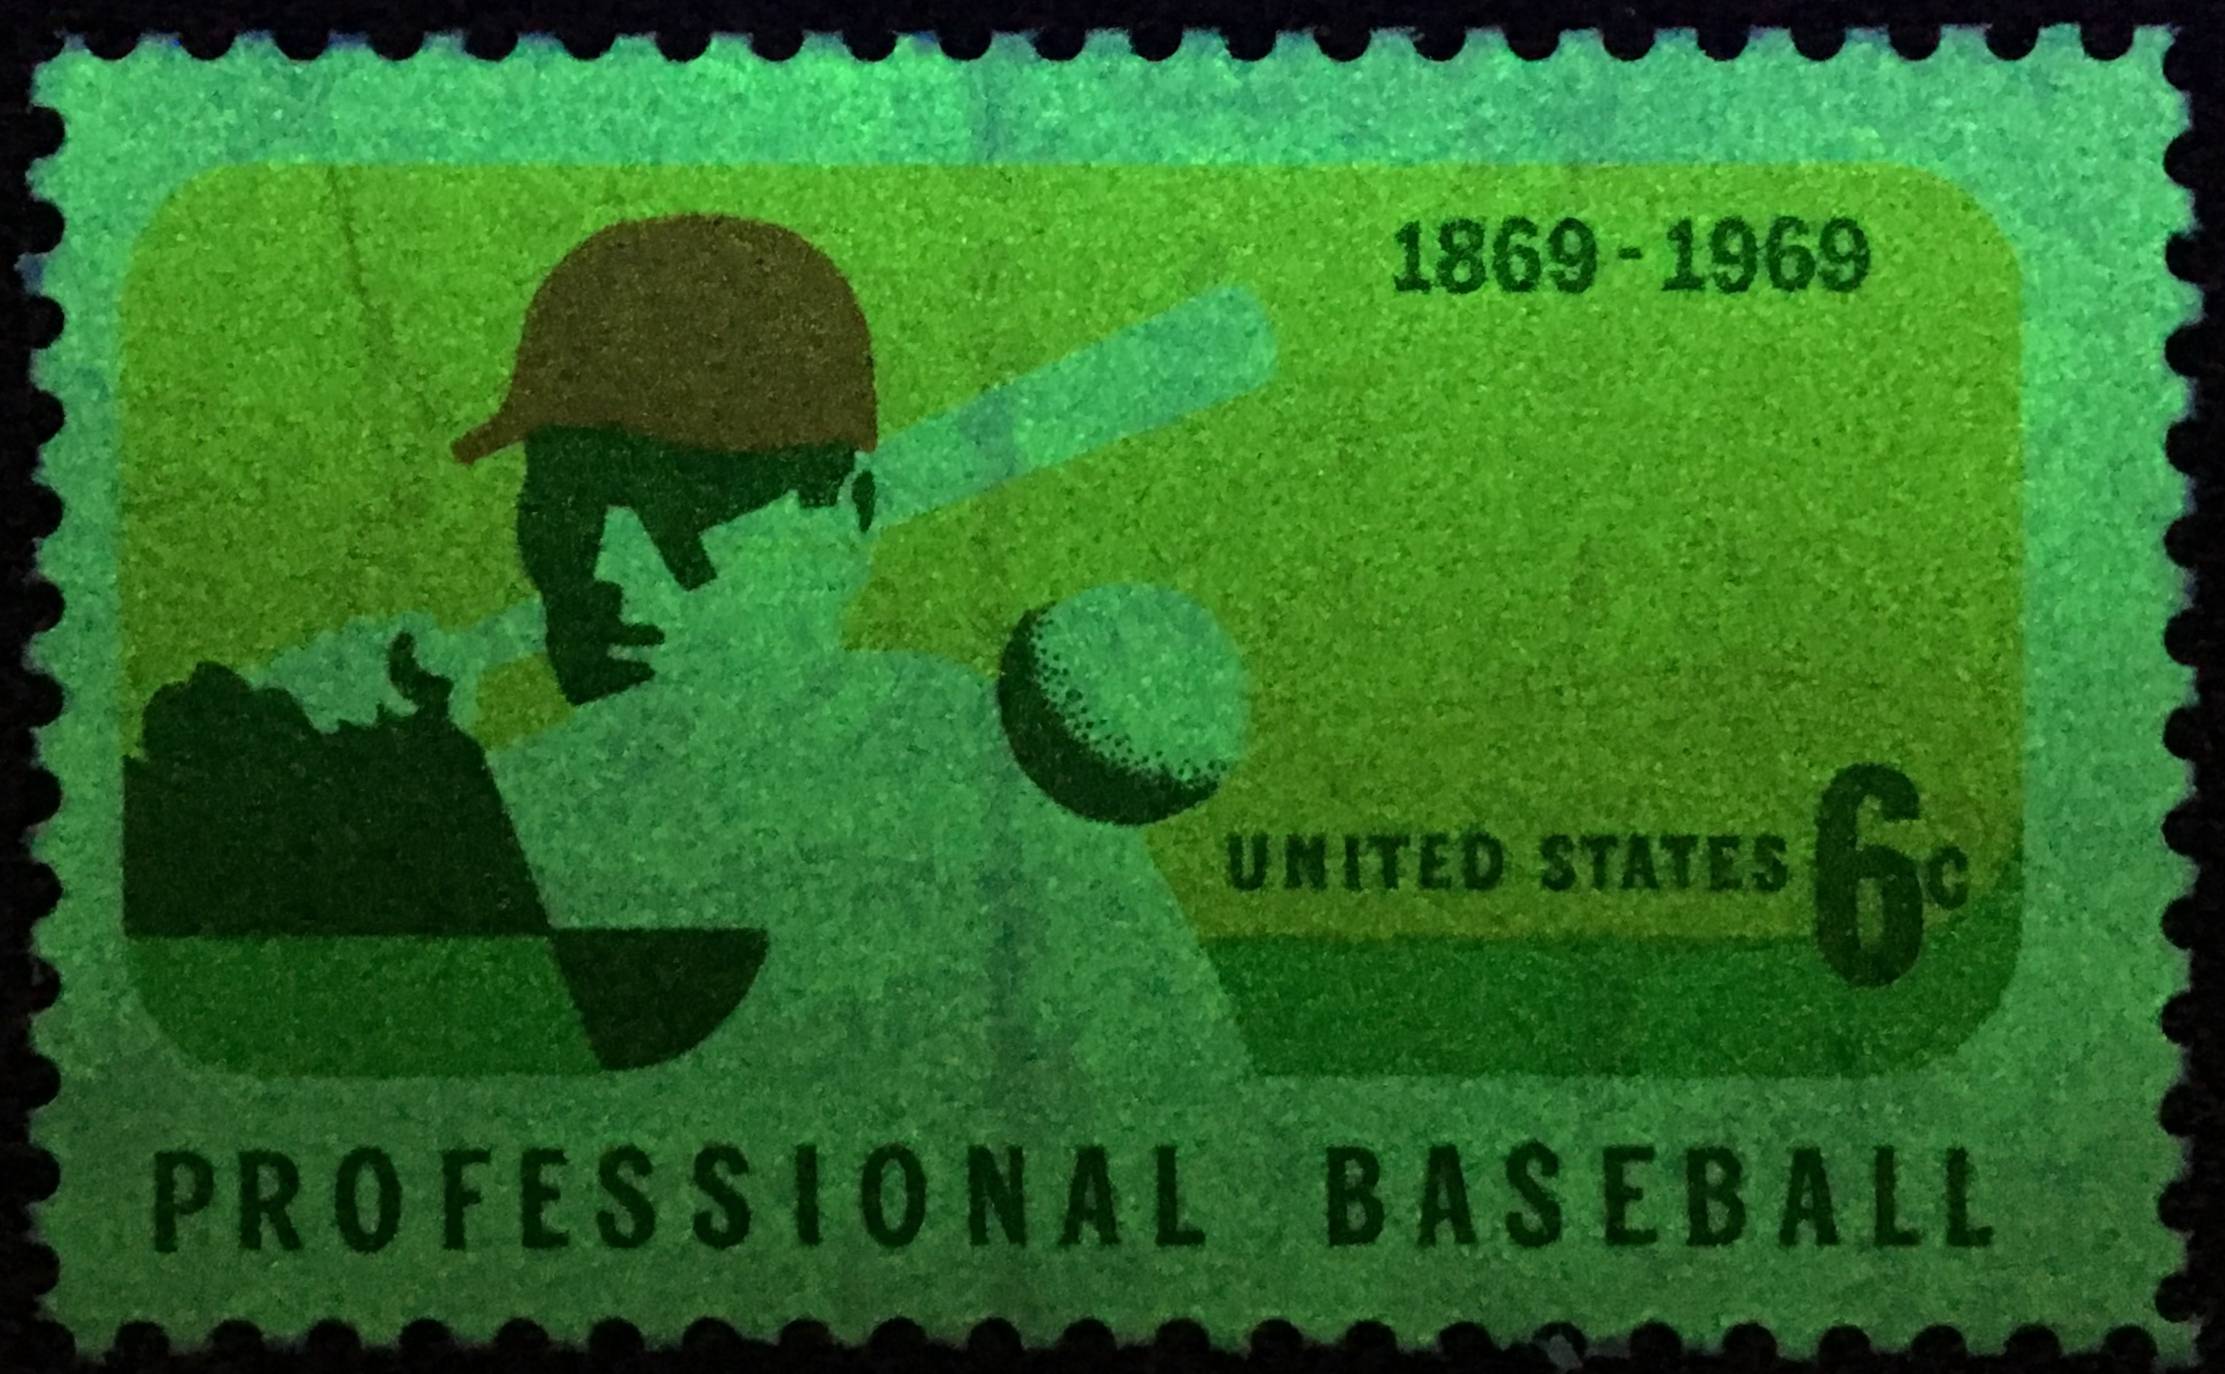 1869-1969
UNITED STATES 6c
PROFESSIONAL BASEBALL